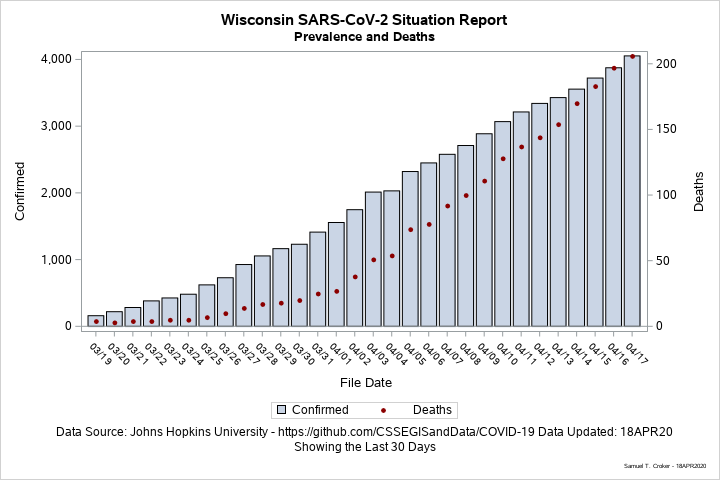 Wisconsin SARS-CoV-2 Situation Report
Prevalence and Deaths
Confirmed
4,000
3,000
2,000
1,000
0
Deaths
200
150
100
50
0
03/19 03/20 03/21 03/22 03/23 03/24 03/25 03/26 03/27 03/28 03/29 03/30 03/31 04/01 04/02 04/03 04/04 04/05 04/06 04/07 04/08 04/09 04/10 04/11 04/12 04/13 04/14 04/15 04/16 04/17
File Date
Confirmed Deaths
Data Source: Johns Hopkins University - https://github.com/CSSEGISandData/COVID-19 Data Updated: 18APR20
Showing the Last 30 Days
Samuel T. Croker - 18APR2020